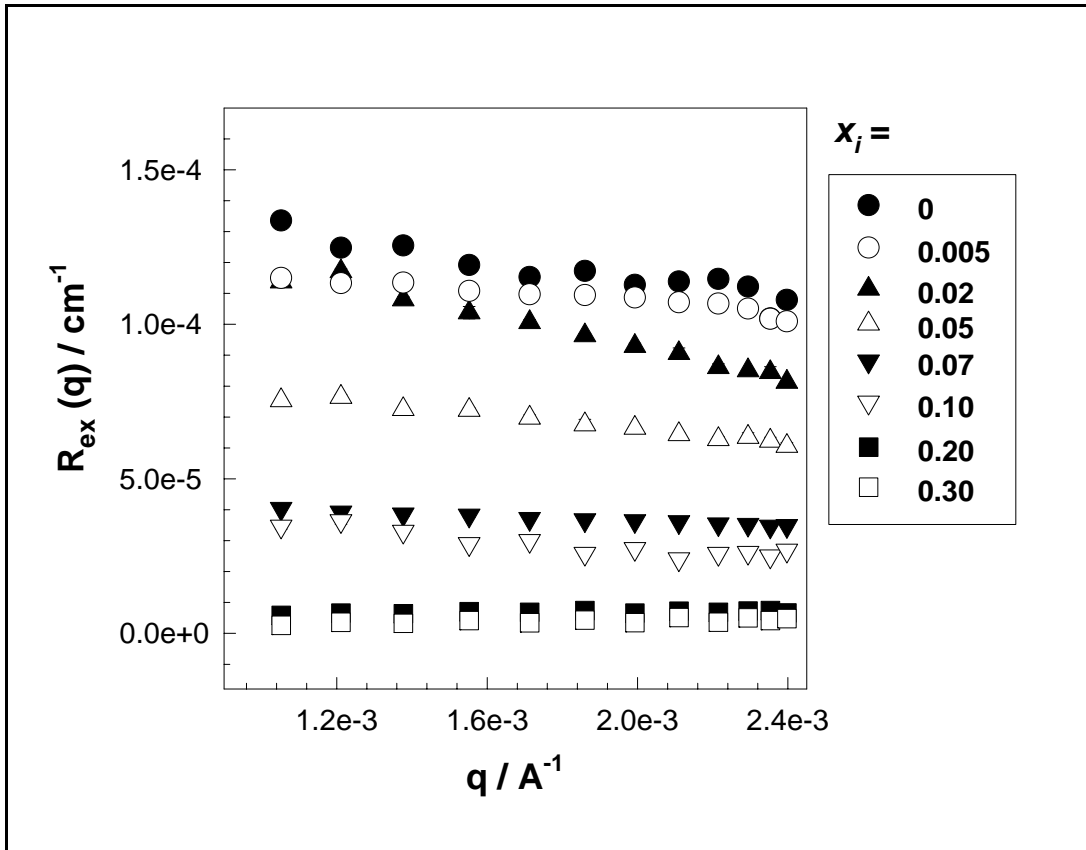 x_i =
0
0.005
0.02
0.05
0.07
0.10
0.20
0.30
R_ex (q) / cm^-1
1.5e-4
1.0e-4
5.0e-5
0.0e+0
1.2e-3 1.6e-3 2.0e-3 2.4e-3
q / A^-1